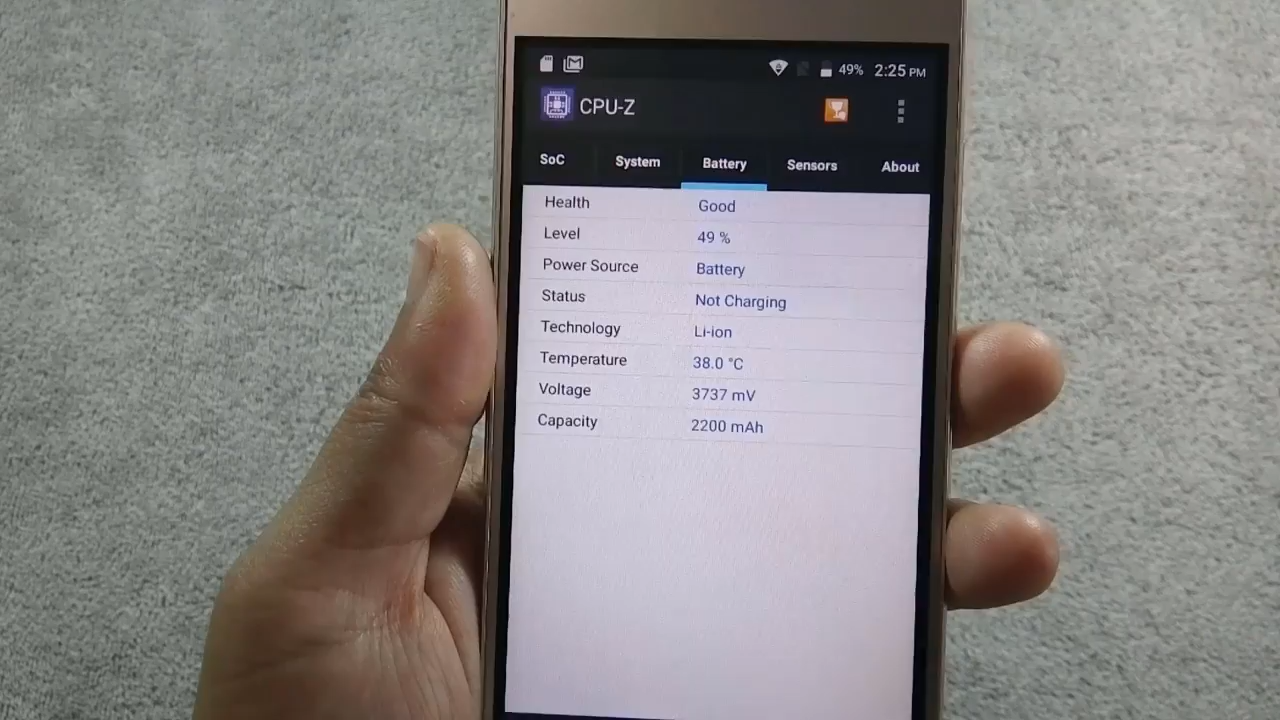 49% 2:25 PM
CPU-Z
SoC System Battery Sensors About
Health Good
Level 49 %
Power Source Battery
Status Not Charging
Technology Li-ion
Temperature 38.0 °C
Voltage 3737 mV
Capacity 2200 mAh